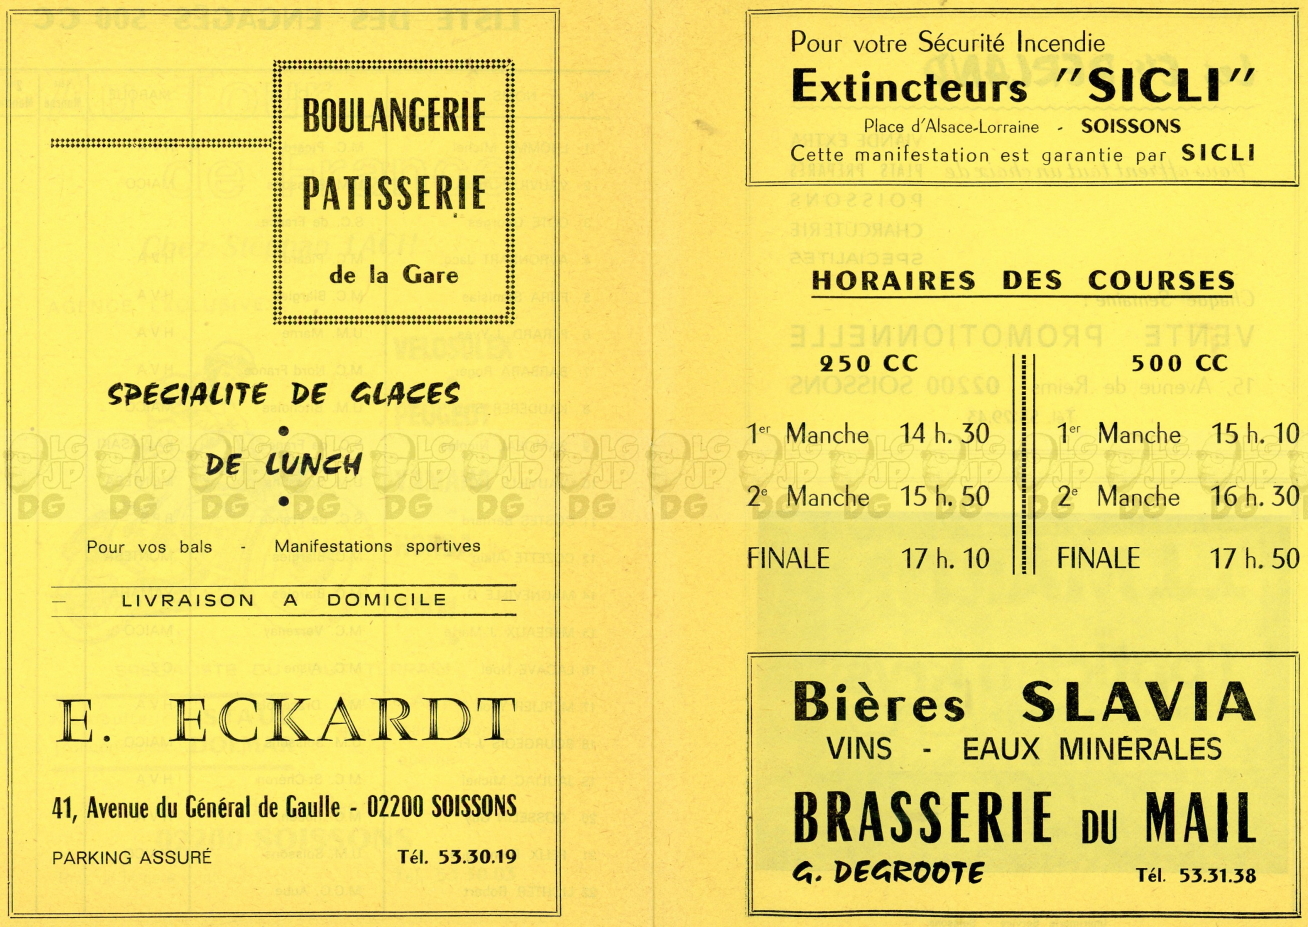 BOULANGERIE
PATISSERIE
de la Gare
SPECIALITE DE GLACES
•
DE LUNCH
•
Pour vos bals - Manifestations sportives
— LIVRAISON A DOMICILE —
E. ECKARDT
41, Avenue du Général de Gaulle - 02200 SOISSONS
PARKING ASSURÉ Tél. 53.30.19
Pour votre Sécurité Incendie
Extincteurs "SICLI"
Place d'Alsace-Lorraine - SOISSONS
Cette manifestation est garantie par SICLI
HORAIRES DES COURSES
250 CC
1er Manche 14 h. 30
2e Manche 15 h. 50
FINALE 17 h. 10
500 CC
1er Manche 15 h. 10
2e Manche 16 h. 30
FINALE 17 h. 50
Bières SLAVIA
VINS - EAUX MINÉRALES
BRASSERIE DU MAIL
G. DEGROOTE Tél. 53.31.38